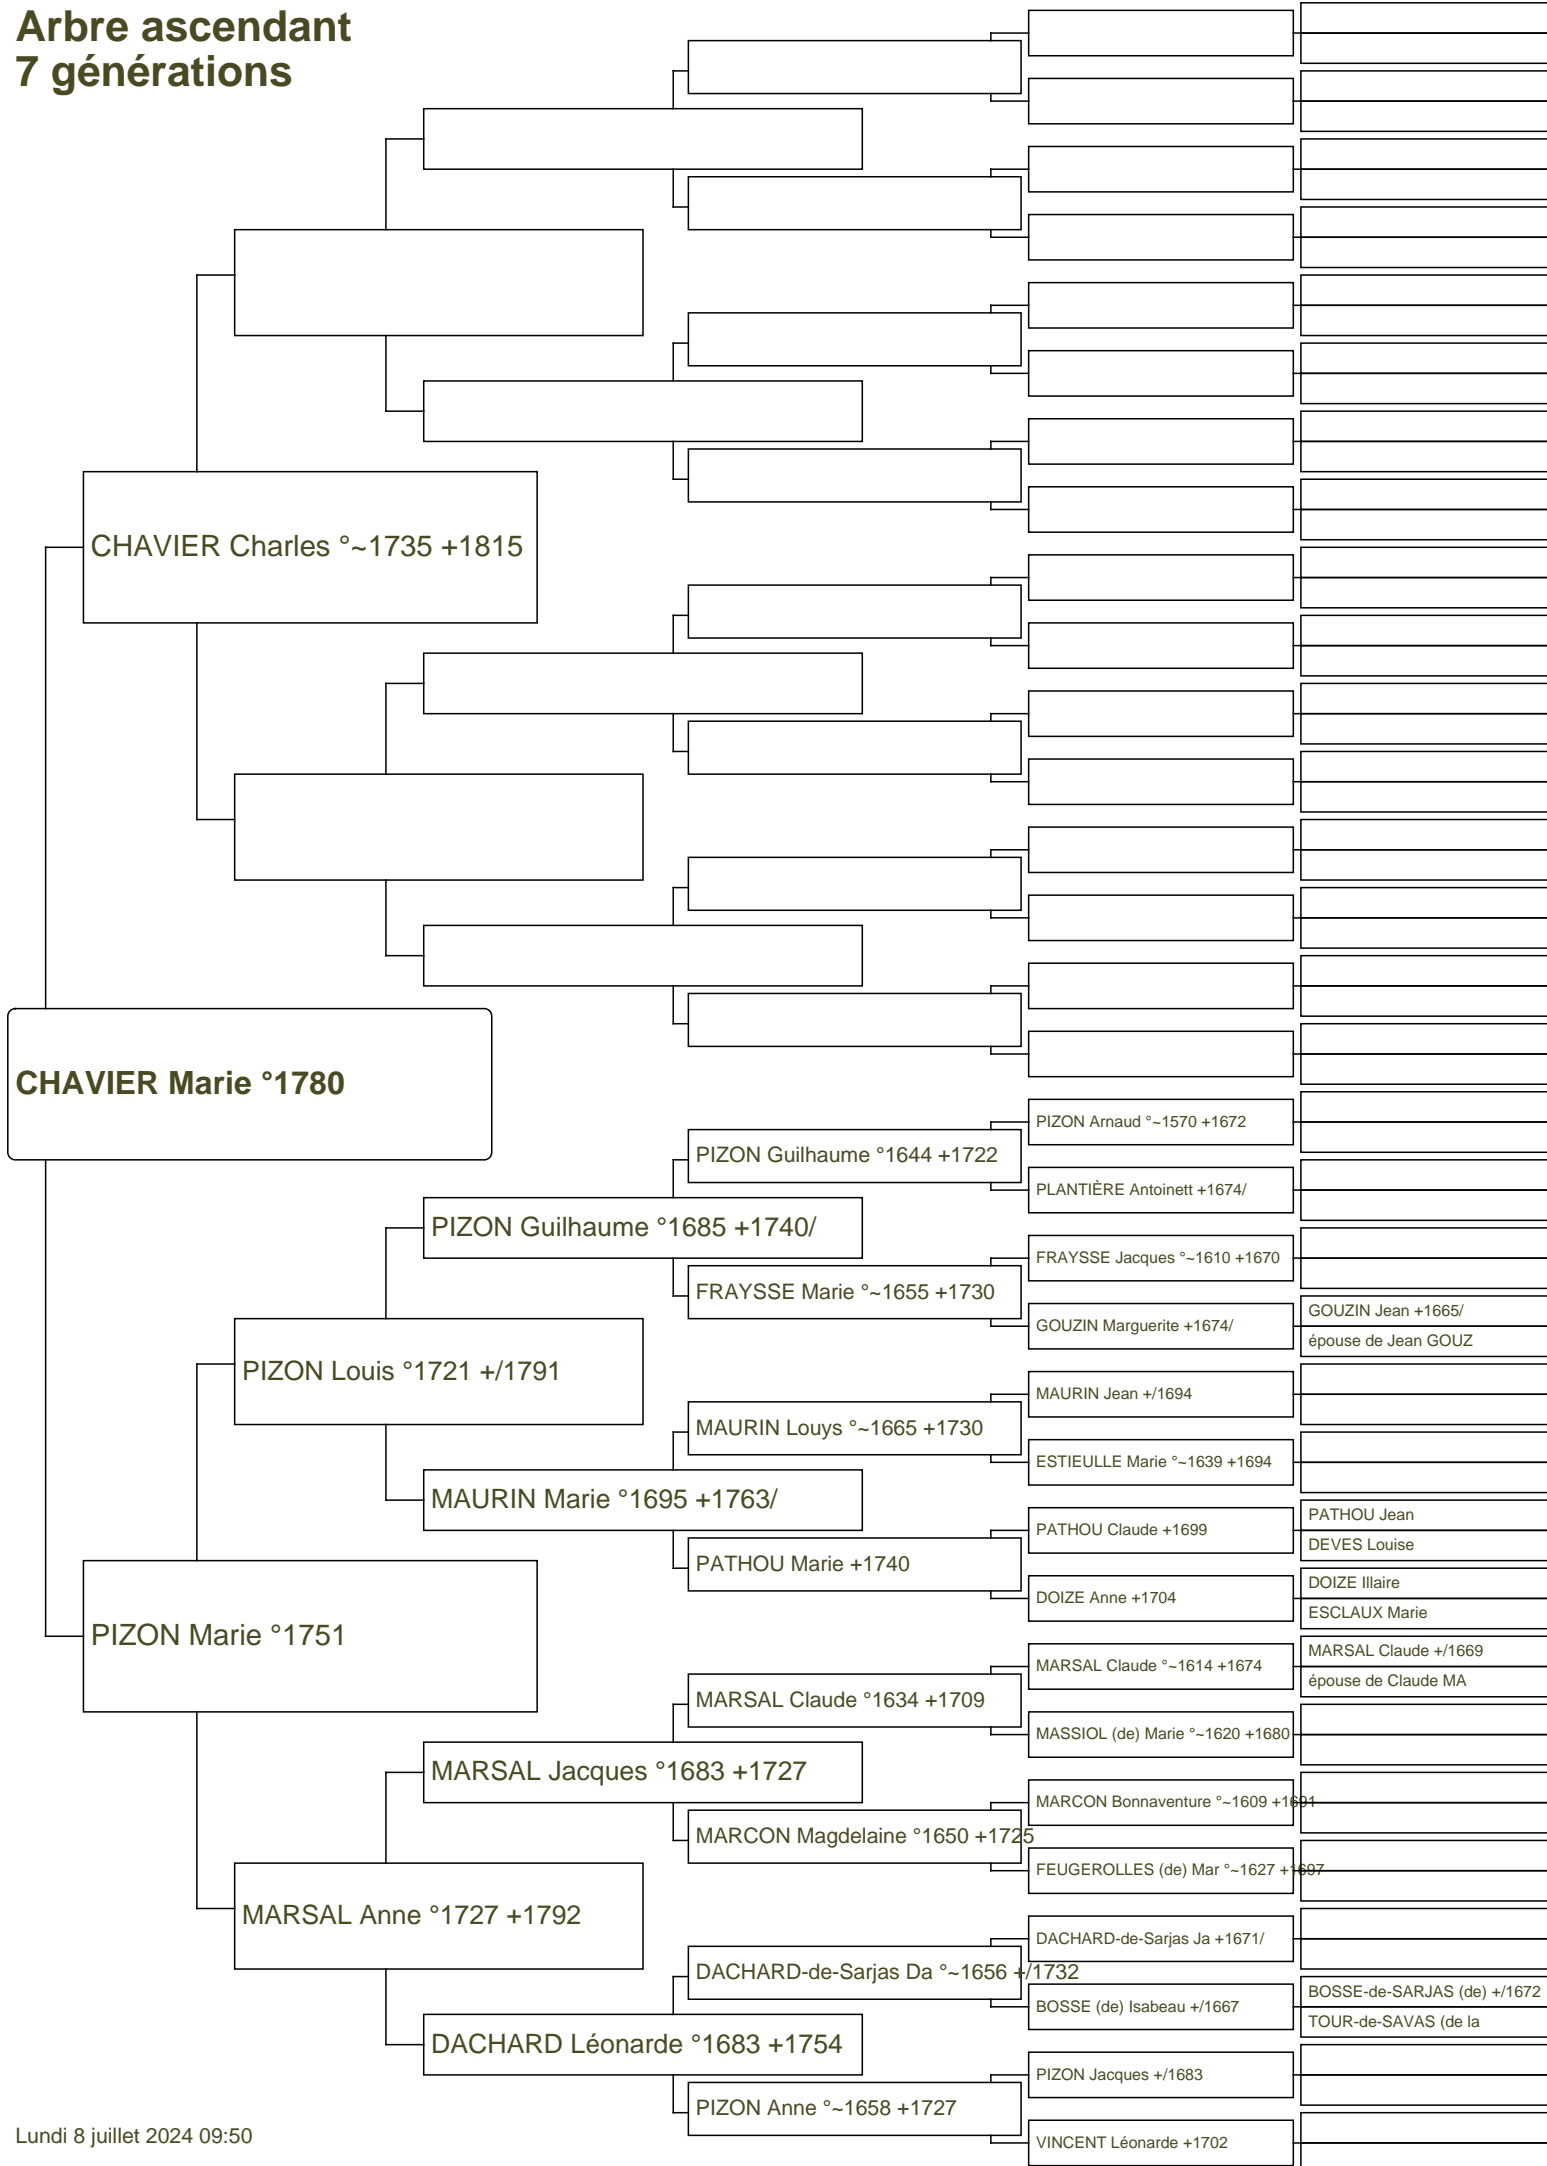 Arbre ascendant
7 générations
CHAVIER Charles °~1735 +1815
CHAVIER Marie °1780
PIZON Arnaud °~1570 +1672
PIZON Guilhaume °1644 +1722
PLANTIÈRE Antoinett +1674/
PIZON Guilhaume °1685 +1740/
FRAYSSE Jacques °~1610 +1670
FRAYSSE Marie °~1655 +1730
GOUZIN Jean +1665/
GOUZIN Marguerite +1674/
épouse de Jean GOUZ
PIZON Louis °1721 +/1791
MAURIN Jean +/1694
MAURIN Louys °~1665 +1730
ESTIEULLE Marie °~1639 +1694
MAURIN Marie °1695 +1763/
PATHOU Jean
PATHOU Claude +1699
DEVES Louise
PATHOU Marie +1740
DOIZE Illaire
DOIZE Anne +1704
ESCLAUX Marie
PIZON Marie °1751
MARSAL Claude +/1669
MARSAL Claude °~1614 +1674
épouse de Claude MA
MARSAL Claude °1634 +1709
MASSIOL (de) Marie °~1620 +1680
MARSAL Jacques °1683 +1727
MARCON Bonnaventure °~1609 +1691
MARCON Magdelaine °1650 +1725
FEUGEROLLES (de) Mar °~1627 +1697
MARSAL Anne °1727 +1792
DACHARD-de-Sarjas Ja +1671/
DACHARD-de-Sarjas Da °~1656 +/1732
BOSSE-de-SARJAS (de) +/1672
BOSSE (de) Isabeau +/1667
TOUR-de-SAVAS (de la
DACHARD Léonarde °1683 +1754
PIZON Jacques +/1683
PIZON Anne °~1658 +1727
VINCENT Léonarde +1702
Lundi 8 juillet 2024 09:50